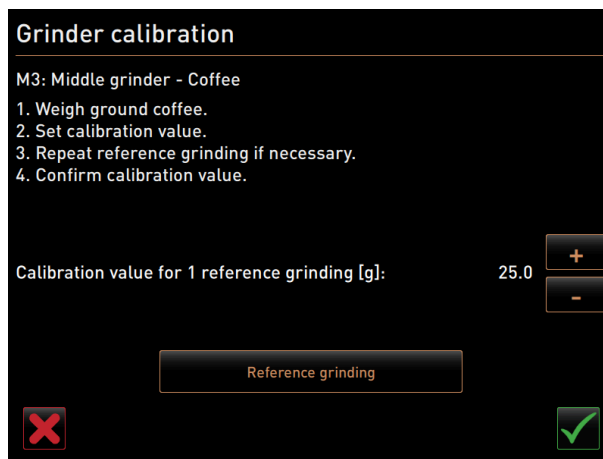 Grinder calibration
M3: Middle grinder - Coffee
1. Weigh ground coffee.
2. Set calibration value.
3. Repeat reference grinding if necessary.
4. Confirm calibration value.
Calibration value for 1 reference grinding [g]: 25.0
+
-
Reference grinding